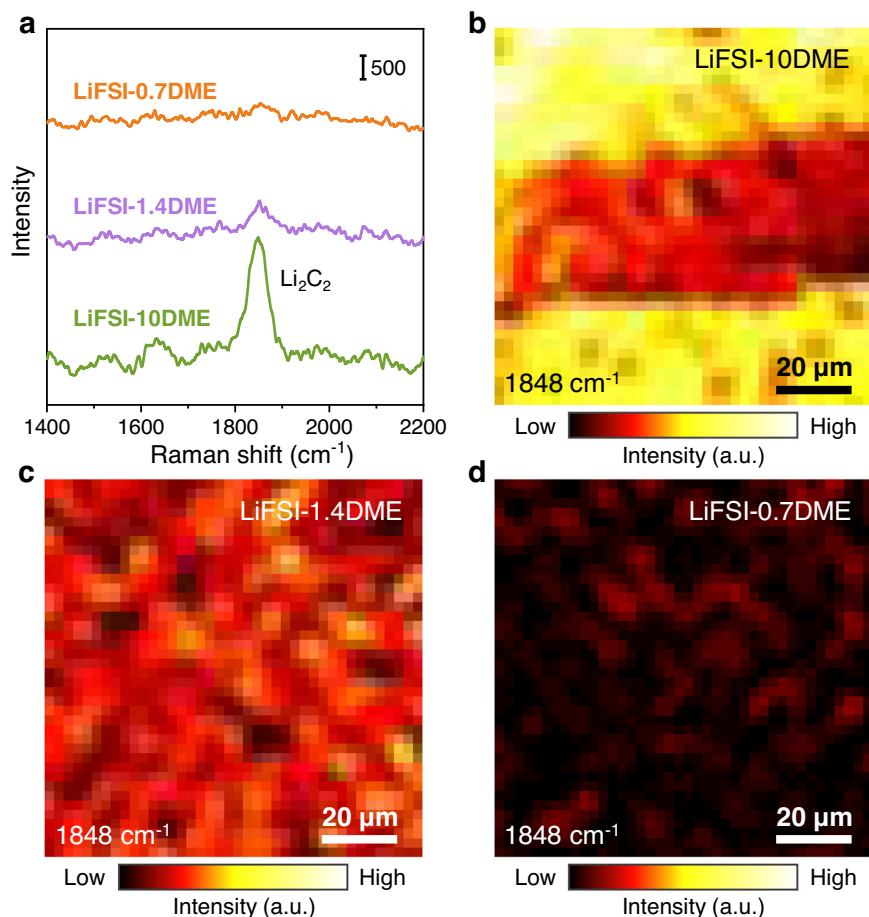 a
500
LiFSI-0.7DME
LiFSI-1.4DME
Li₂C₂
LiFSI-10DME
Intensity
1400 1600 1800 2000 2200
Raman shift (cm⁻¹)
b
LiFSI-10DME
1848 cm⁻¹
20 µm
Low High
Intensity (a.u.)
c
LiFSI-1.4DME
1848 cm⁻¹
20 µm
Low High
Intensity (a.u.)
d
LiFSI-0.7DME
1848 cm⁻¹
20 µm
Low High
Intensity (a.u.)